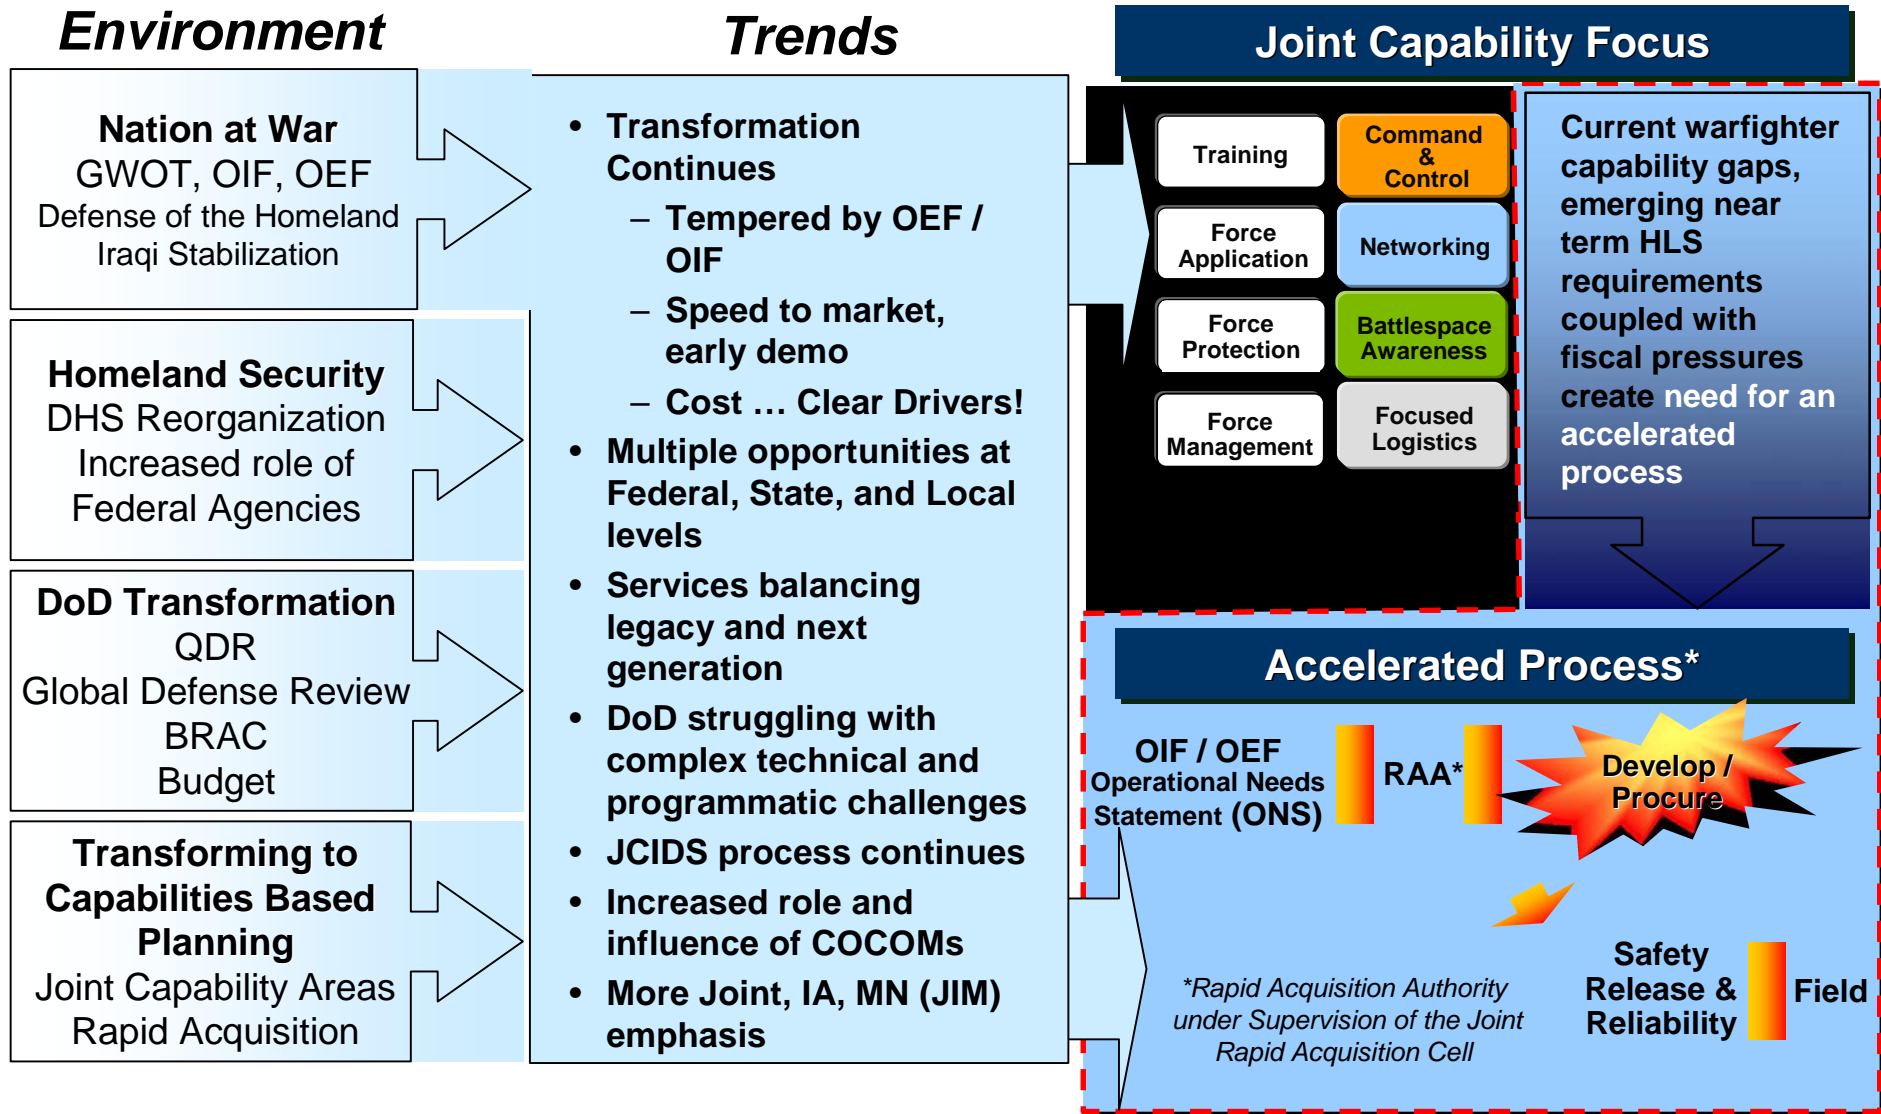 Environment
Nation at War
GWOT, OIF, OEF
Defense of the Homeland
Iraqi Stabilization
Homeland Security
DHS Reorganization
Increased role of
Federal Agencies
DoD Transformation
QDR
Global Defense Review
BRAC
Budget
Transforming to
Capabilities Based
Planning
Joint Capability Areas
Rapid Acquisition
Trends
• Transformation
Continues
– Tempered by OEF /
OIF
– Speed to market,
early demo
– Cost … Clear Drivers!
• Multiple opportunities at
Federal, State, and Local
levels
• Services balancing
legacy and next
generation
• DoD struggling with
complex technical and
programmatic challenges
• JCIDS process continues
• Increased role and
influence of COCOMs
• More Joint, IA, MN (JIM)
emphasis
Joint Capability Focus
Training
Command
&
Control
Force
Application
Networking
Force
Protection
Battlespace
Awareness
Force
Management
Focused
Logistics
Current warfighter
capability gaps,
emerging near
term HLS
requirements
coupled with
fiscal pressures
create need for an
accelerated
process
Accelerated Process*
OIF / OEF
Operational Needs
Statement (ONS)
RAA*
Develop /
Procure
Safety
Release &
Reliability
Field
*Rapid Acquisition Authority
under Supervision of the Joint
Rapid Acquisition Cell